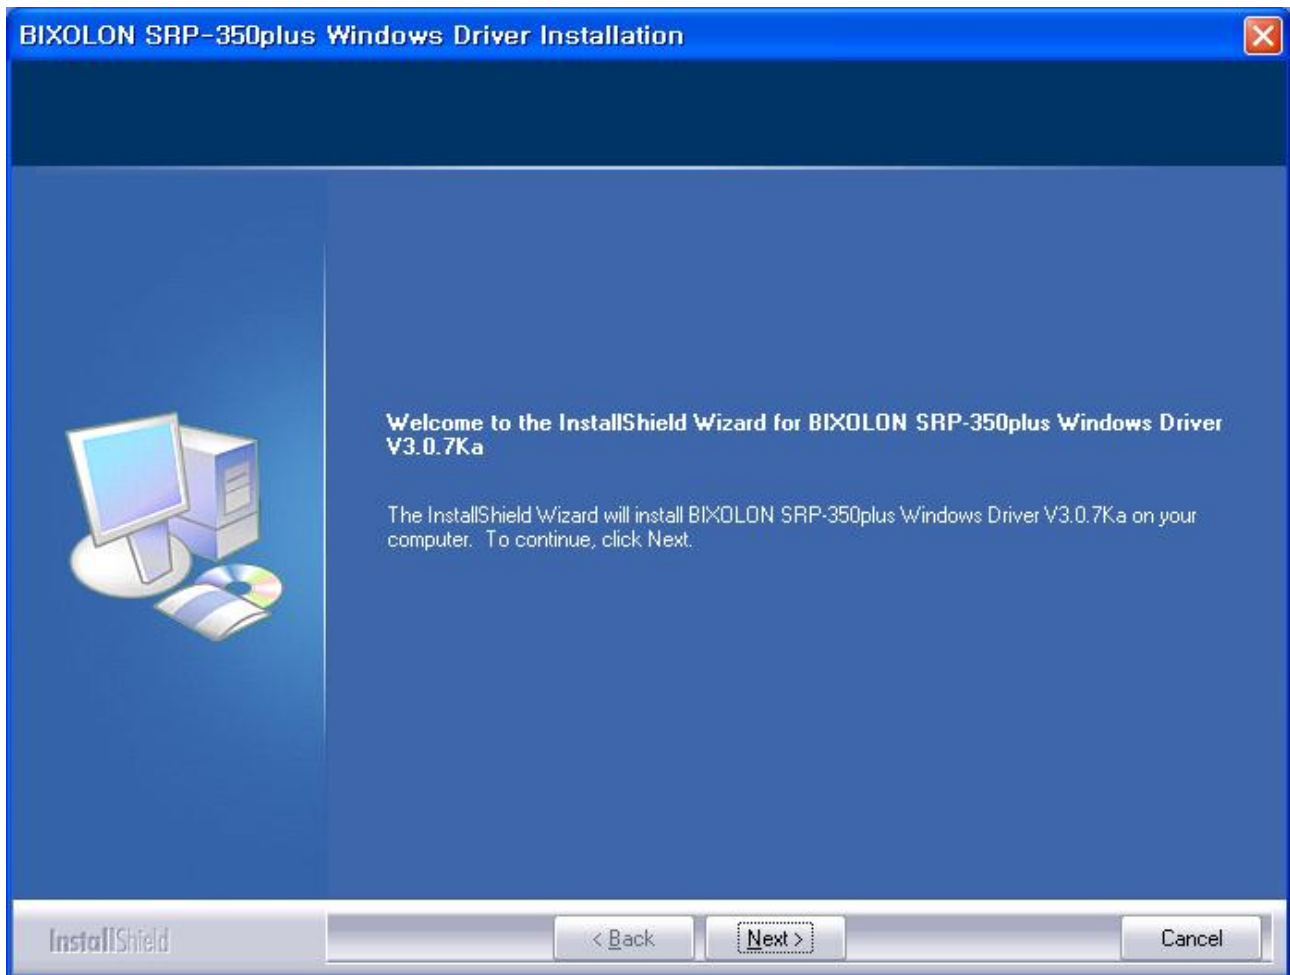 BIXOLON SRP-350plus Windows Driver Installation
Welcome to the InstallShield Wizard for BIXOLON SRP-350plus Windows Driver
V3.0.7Ka
The InstallShield Wizard will install BIXOLON SRP-350plus Windows Driver V3.0.7Ka on your
computer.  To continue, click Next.
InstallShield
< Back
Next >
Cancel